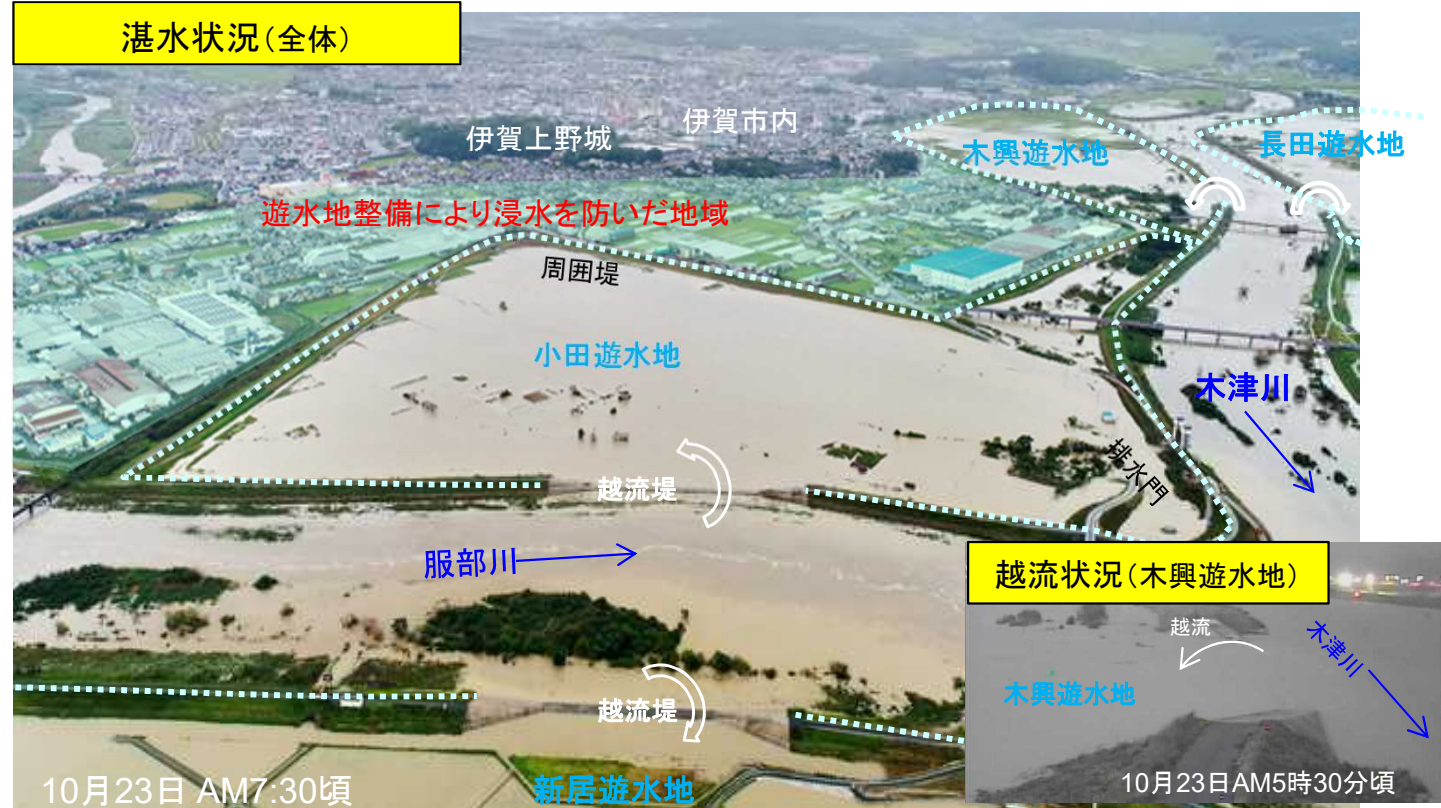 湛水状況(全体)
伊賀上野城
伊賀市内
木興遊水地
長田遊水地
遊水地整備により浸水を防いだ地域
周囲堤
小田遊水地
木津川
排水門
越流堤
服部川
越流堤
新居遊水地
10月23日 AM7:30頃
越流状況(木興遊水地)
越流
木津川
木興遊水地
10月23日AM5時30分頃